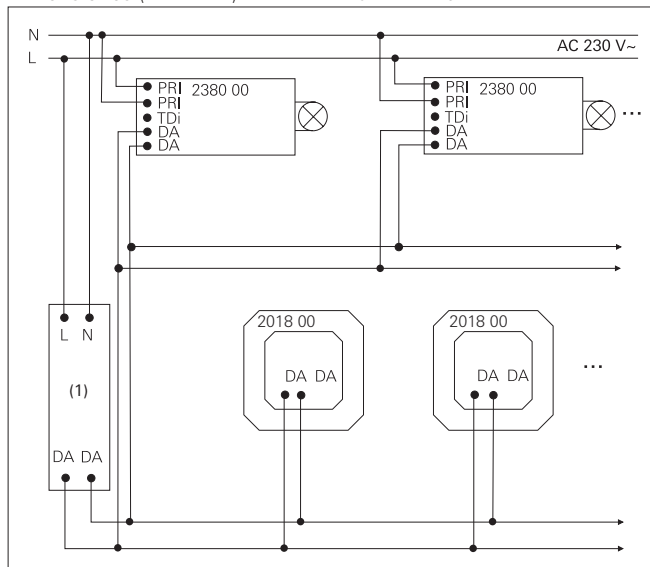 N
L
AC 230 V~
PRI 2380 00
PRI
TDi
DA
DA
PRI 2380 00
PRI
TDi
DA
DA
...
L N
(1)
DA DA
2018 00
DA DA
2018 00
DA DA
...